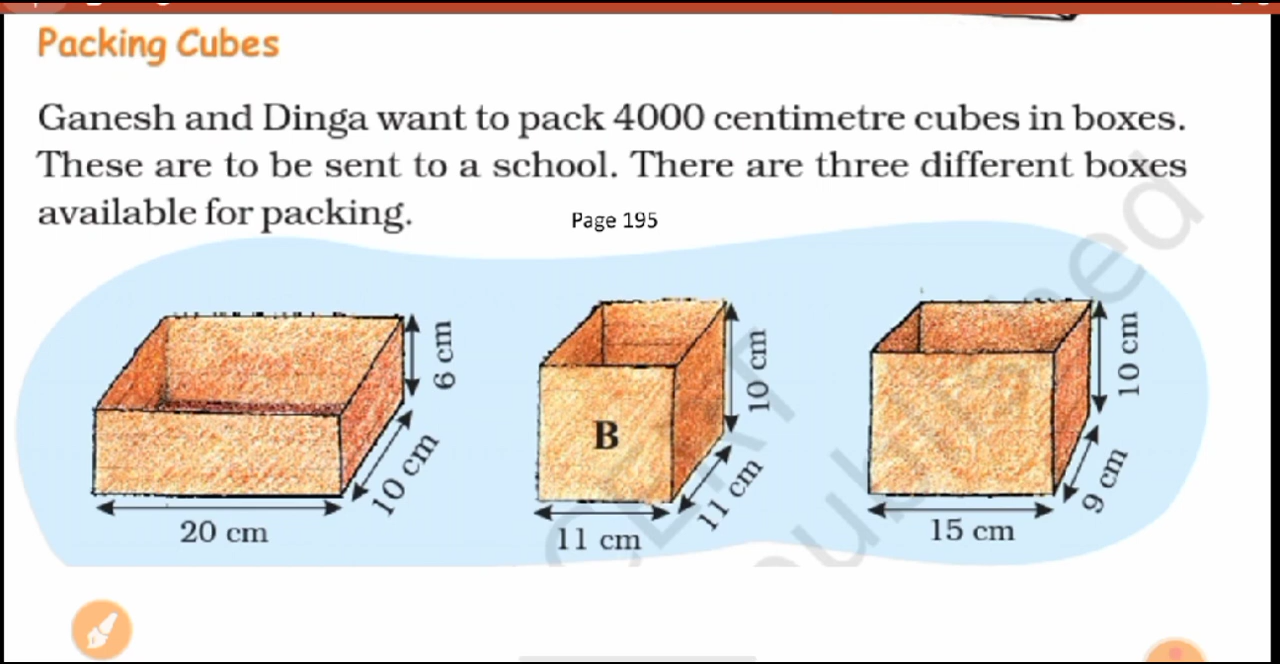 Packing Cubes
Ganesh and Dinga want to pack 4000 centimetre cubes in boxes.
These are to be sent to a school. There are three different boxes
available for packing.
Page 195
6 cm
10 cm
20 cm
B
10 cm
11 cm
11 cm
10 cm
9 cm
15 cm